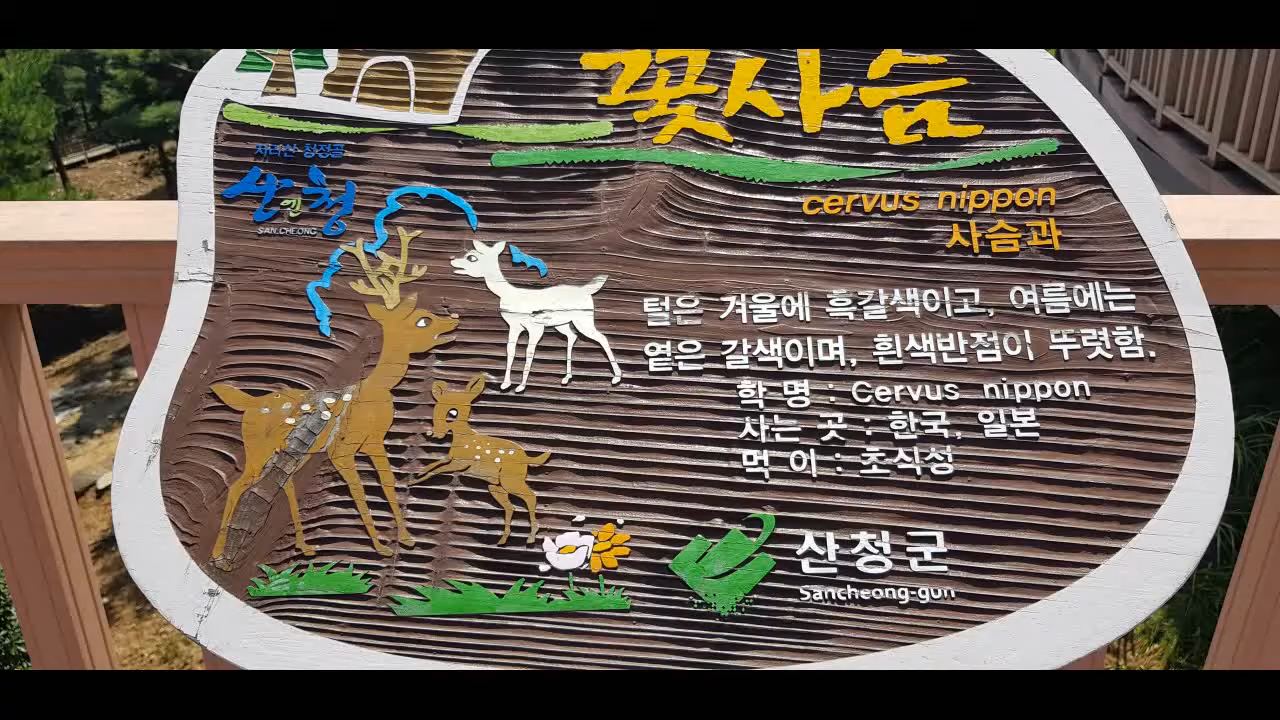 꽃사슴
지리산 청정골
산엔청
SAN.CHEONG
cervus nippon
사슴과
털은 겨울에 흑갈색이고, 여름에는
옅은 갈색이며, 흰색반점이 뚜렷함.
학 명 : Cervus nippon
사는 곳 : 한국, 일본
먹 이 : 초식성
산청군
Sancheong-gun